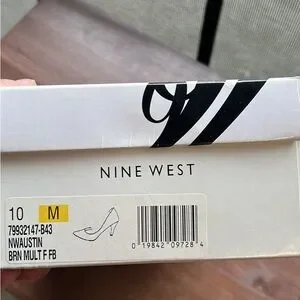 NINE WEST
10 M
79932147-B43
NWAUSTIN
BRN MULT F FB
0 19842 09728 4